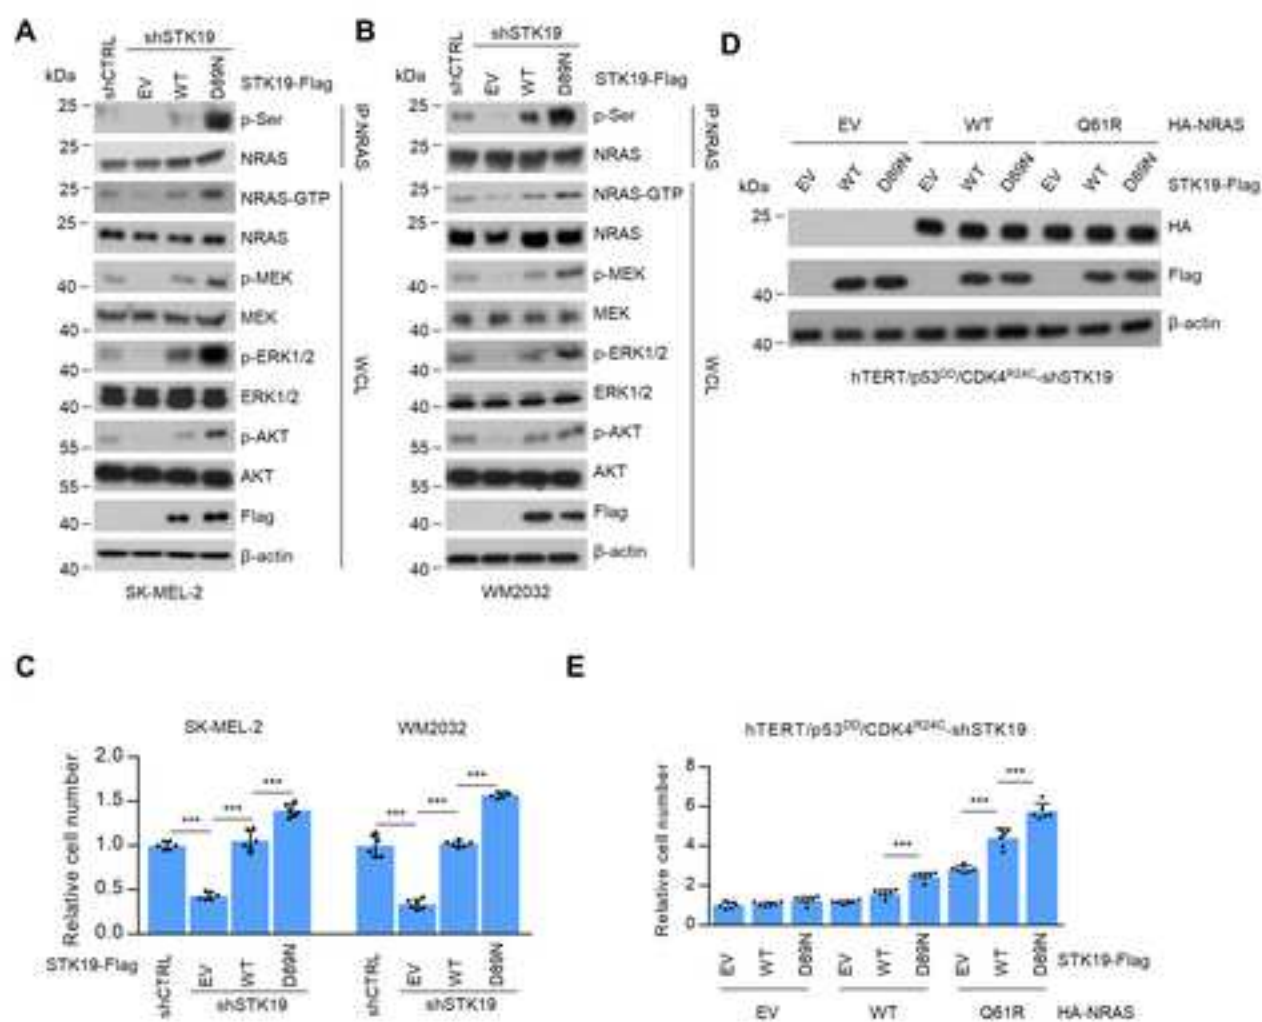 A
shSTK19
kDa
shCTRL
EV
WT
D89N
STK19-Flag
25
p-Ser
25
NRAS
IP:NRAS
25
NRAS-GTP
25
NRAS
40
p-MEK
40
MEK
40
p-ERK1/2
40
ERK1/2
55
p-AKT
55
AKT
40
Flag
40
β-actin
WCL
SK-MEL-2
B
shSTK19
kDa
shCTRL
EV
WT
D89N
STK19-Flag
25
p-Ser
25
NRAS
IP:NRAS
25
NRAS-GTP
25
NRAS
40
p-MEK
40
MEK
40
p-ERK1/2
40
ERK1/2
55
p-AKT
55
AKT
40
Flag
40
β-actin
WCL
WM2032
D
EV WT Q61R HA-NRAS
kDa
EV WT D89N EV WT D89N EV WT D89N STK19-Flag
25
HA
40
Flag
40
β-actin
hTERT/p53DD/CDK4R24C-shSTK19
C
SK-MEL-2 WM2032
Relative cell number
2.0
1.5
1.0
0.5
0.0
*** *** *** *** *** ***
STK19-Flag
shCTRL EV WT D89N shCTRL EV WT D89N
shSTK19 shSTK19
E
hTERT/p53DD/CDK4R24C-shSTK19
Relative cell number
8
6
4
2
0
*** *** ***
EV WT D89N EV WT D89N EV WT D89N STK19-Flag
EV WT Q61R HA-NRAS